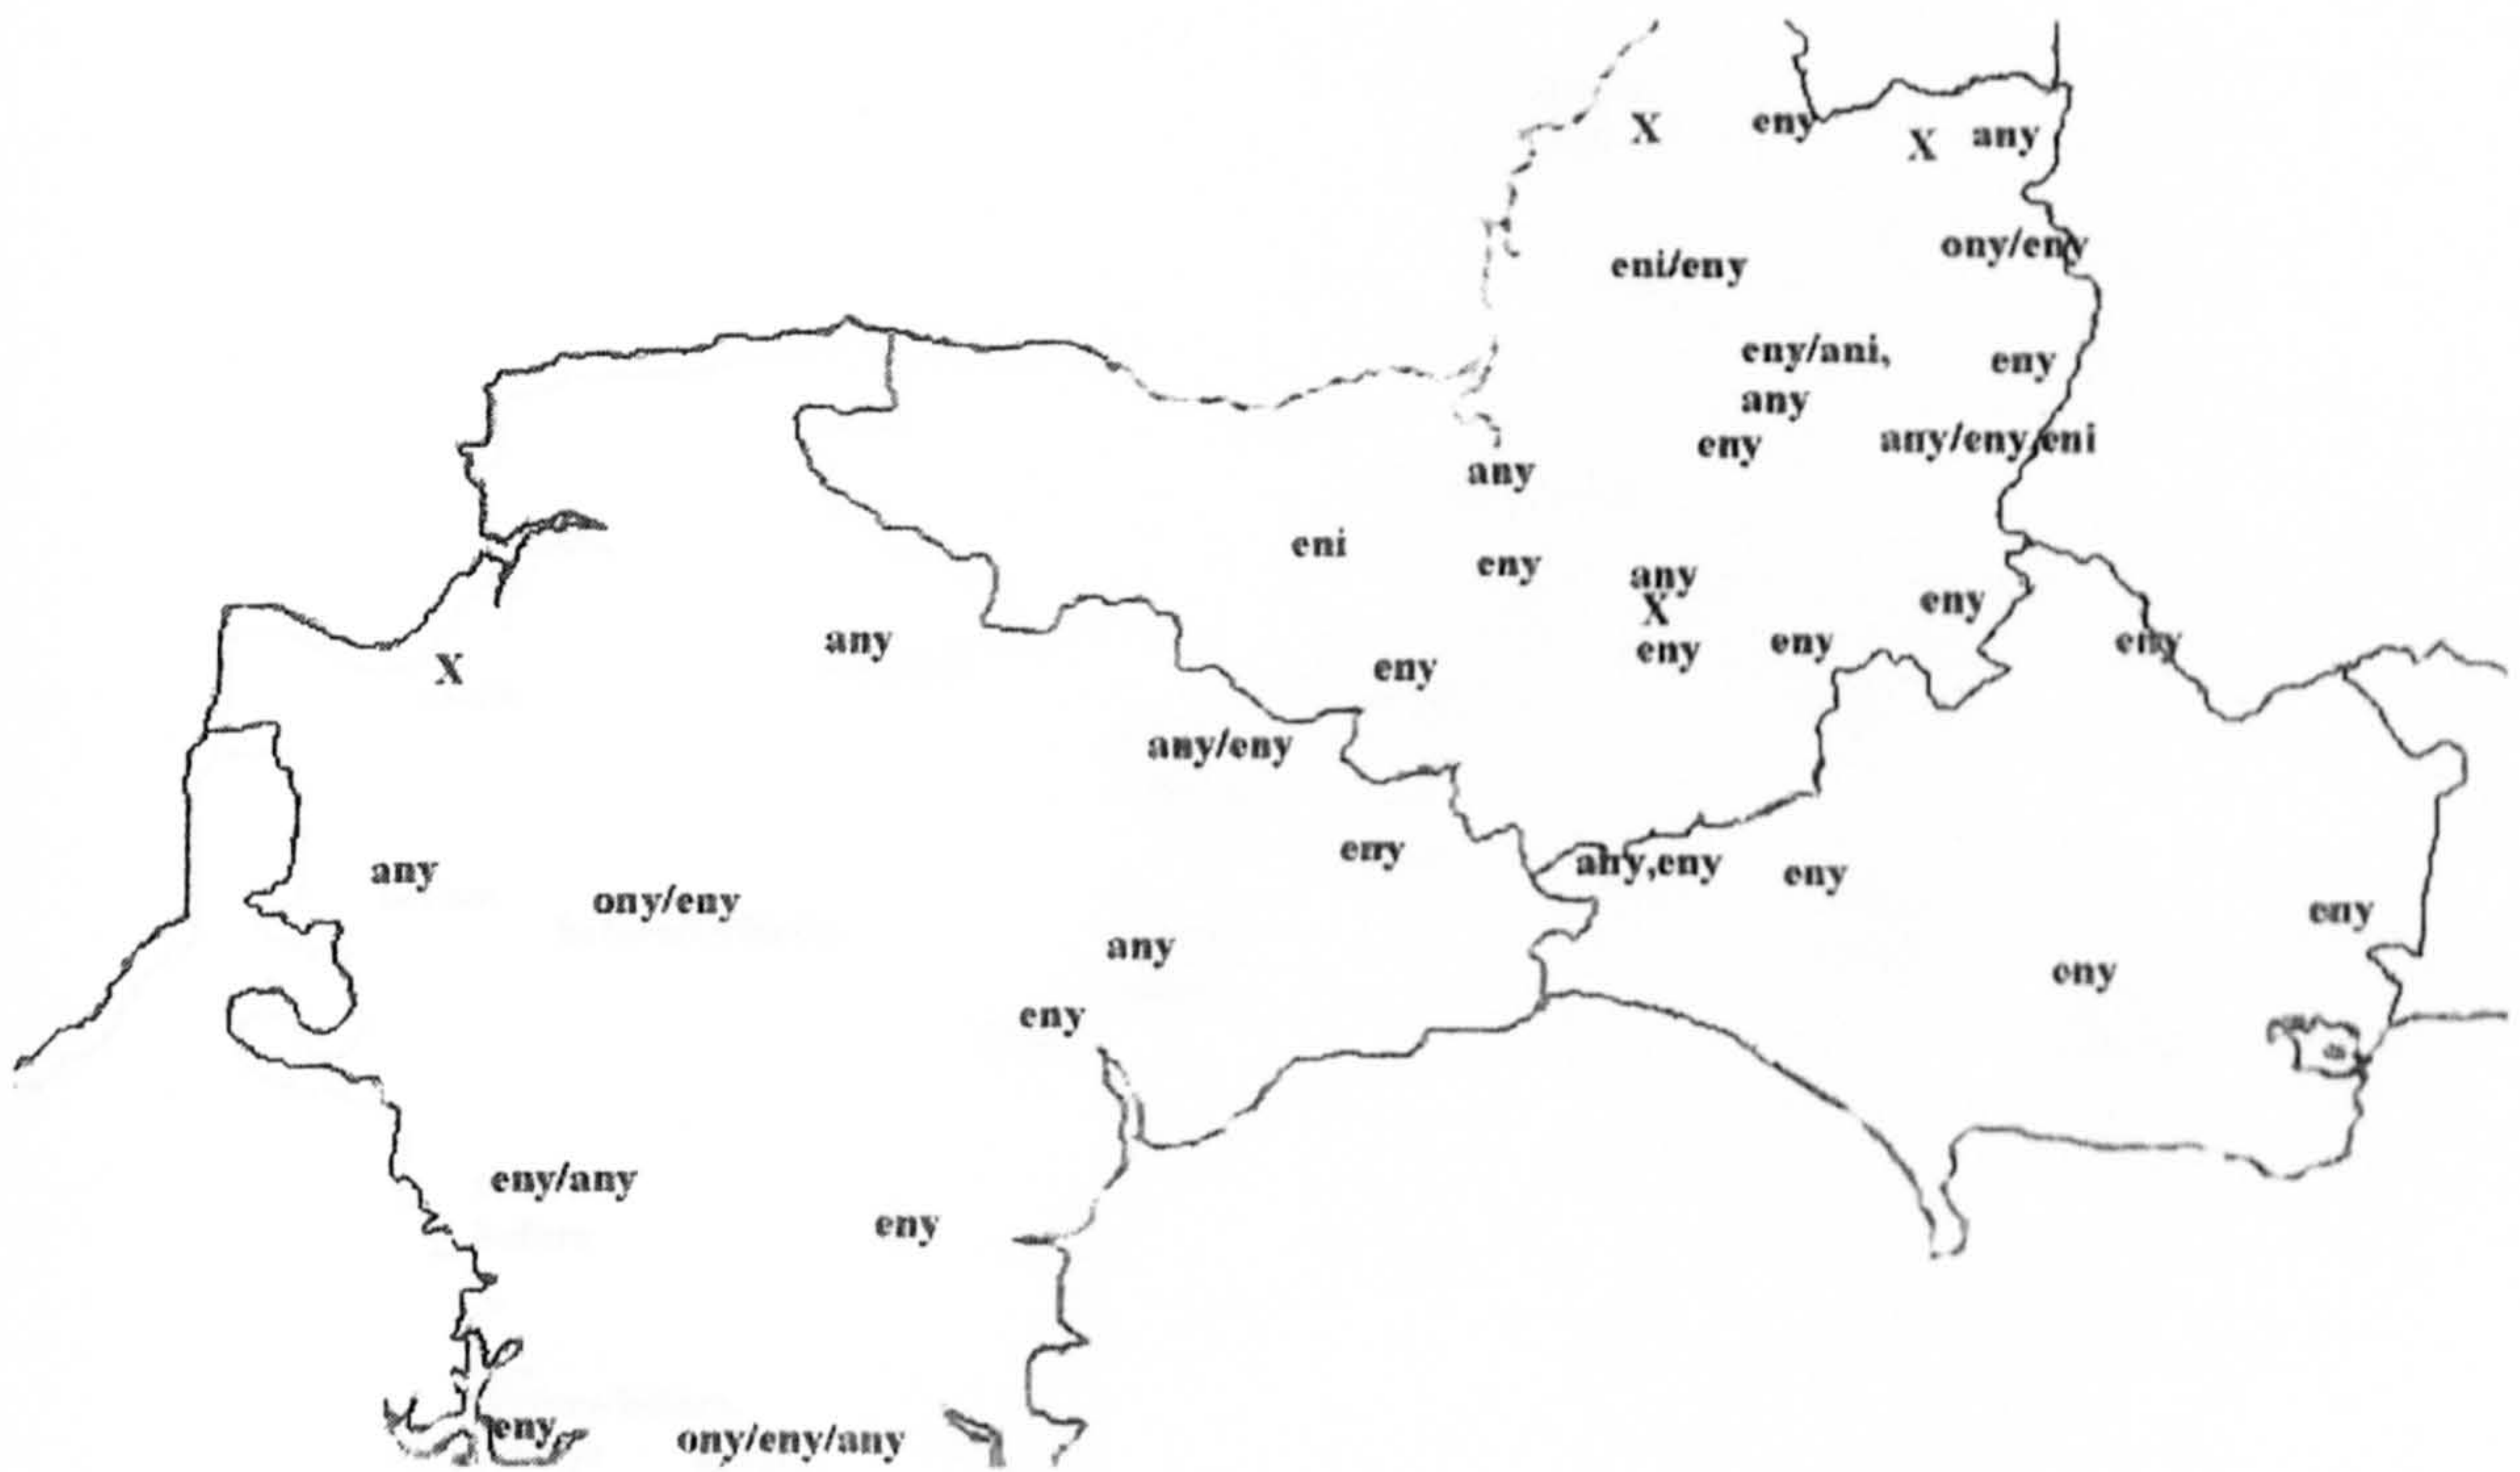 X eny X any
eni/eny ony/eny
eny/ani, eny
any
eny any/eny/eni
any
eni eny any
X eny
any eny eny eny eny
X
any/eny
eny any,eny eny
any ony/eny eny
any ony
eny
eny/any
eny
eny ony/eny/any